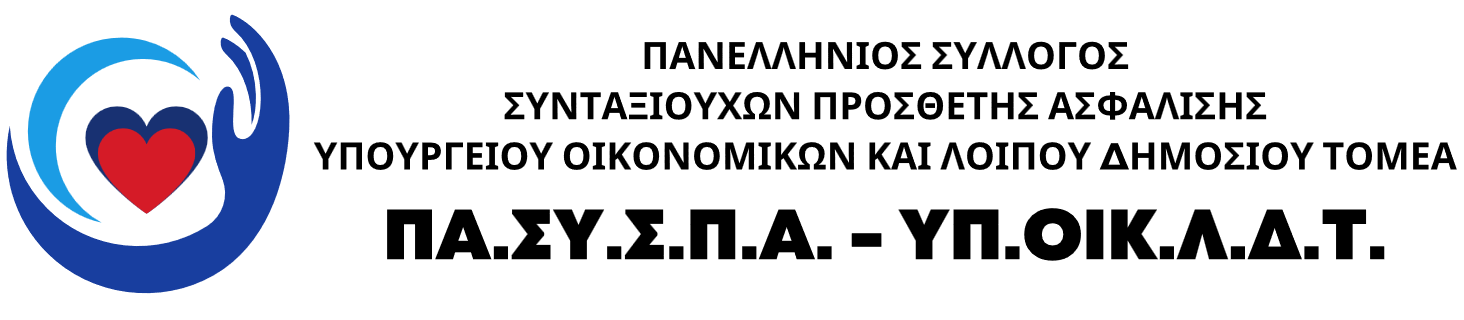 ΠΑΝΕΛΛΗΝΙΟΣ ΣΥΛΛΟΓΟΣ
ΣΥΝΤΑΞΙΟΥΧΩΝ ΠΡΟΣΘΕΤΗΣ ΑΣΦΑΛΙΣΗΣ
ΥΠΟΥΡΓΕΙΟΥ ΟΙΚΟΝΟΜΙΚΩΝ ΚΑΙ ΛΟΙΠΟΥ ΔΗΜΟΣΙΟΥ ΤΟΜΕΑ
ΠΑ.ΣΥ.Σ.Π.Α. – ΥΠ.ΟΙΚ.Λ.Δ.Τ.